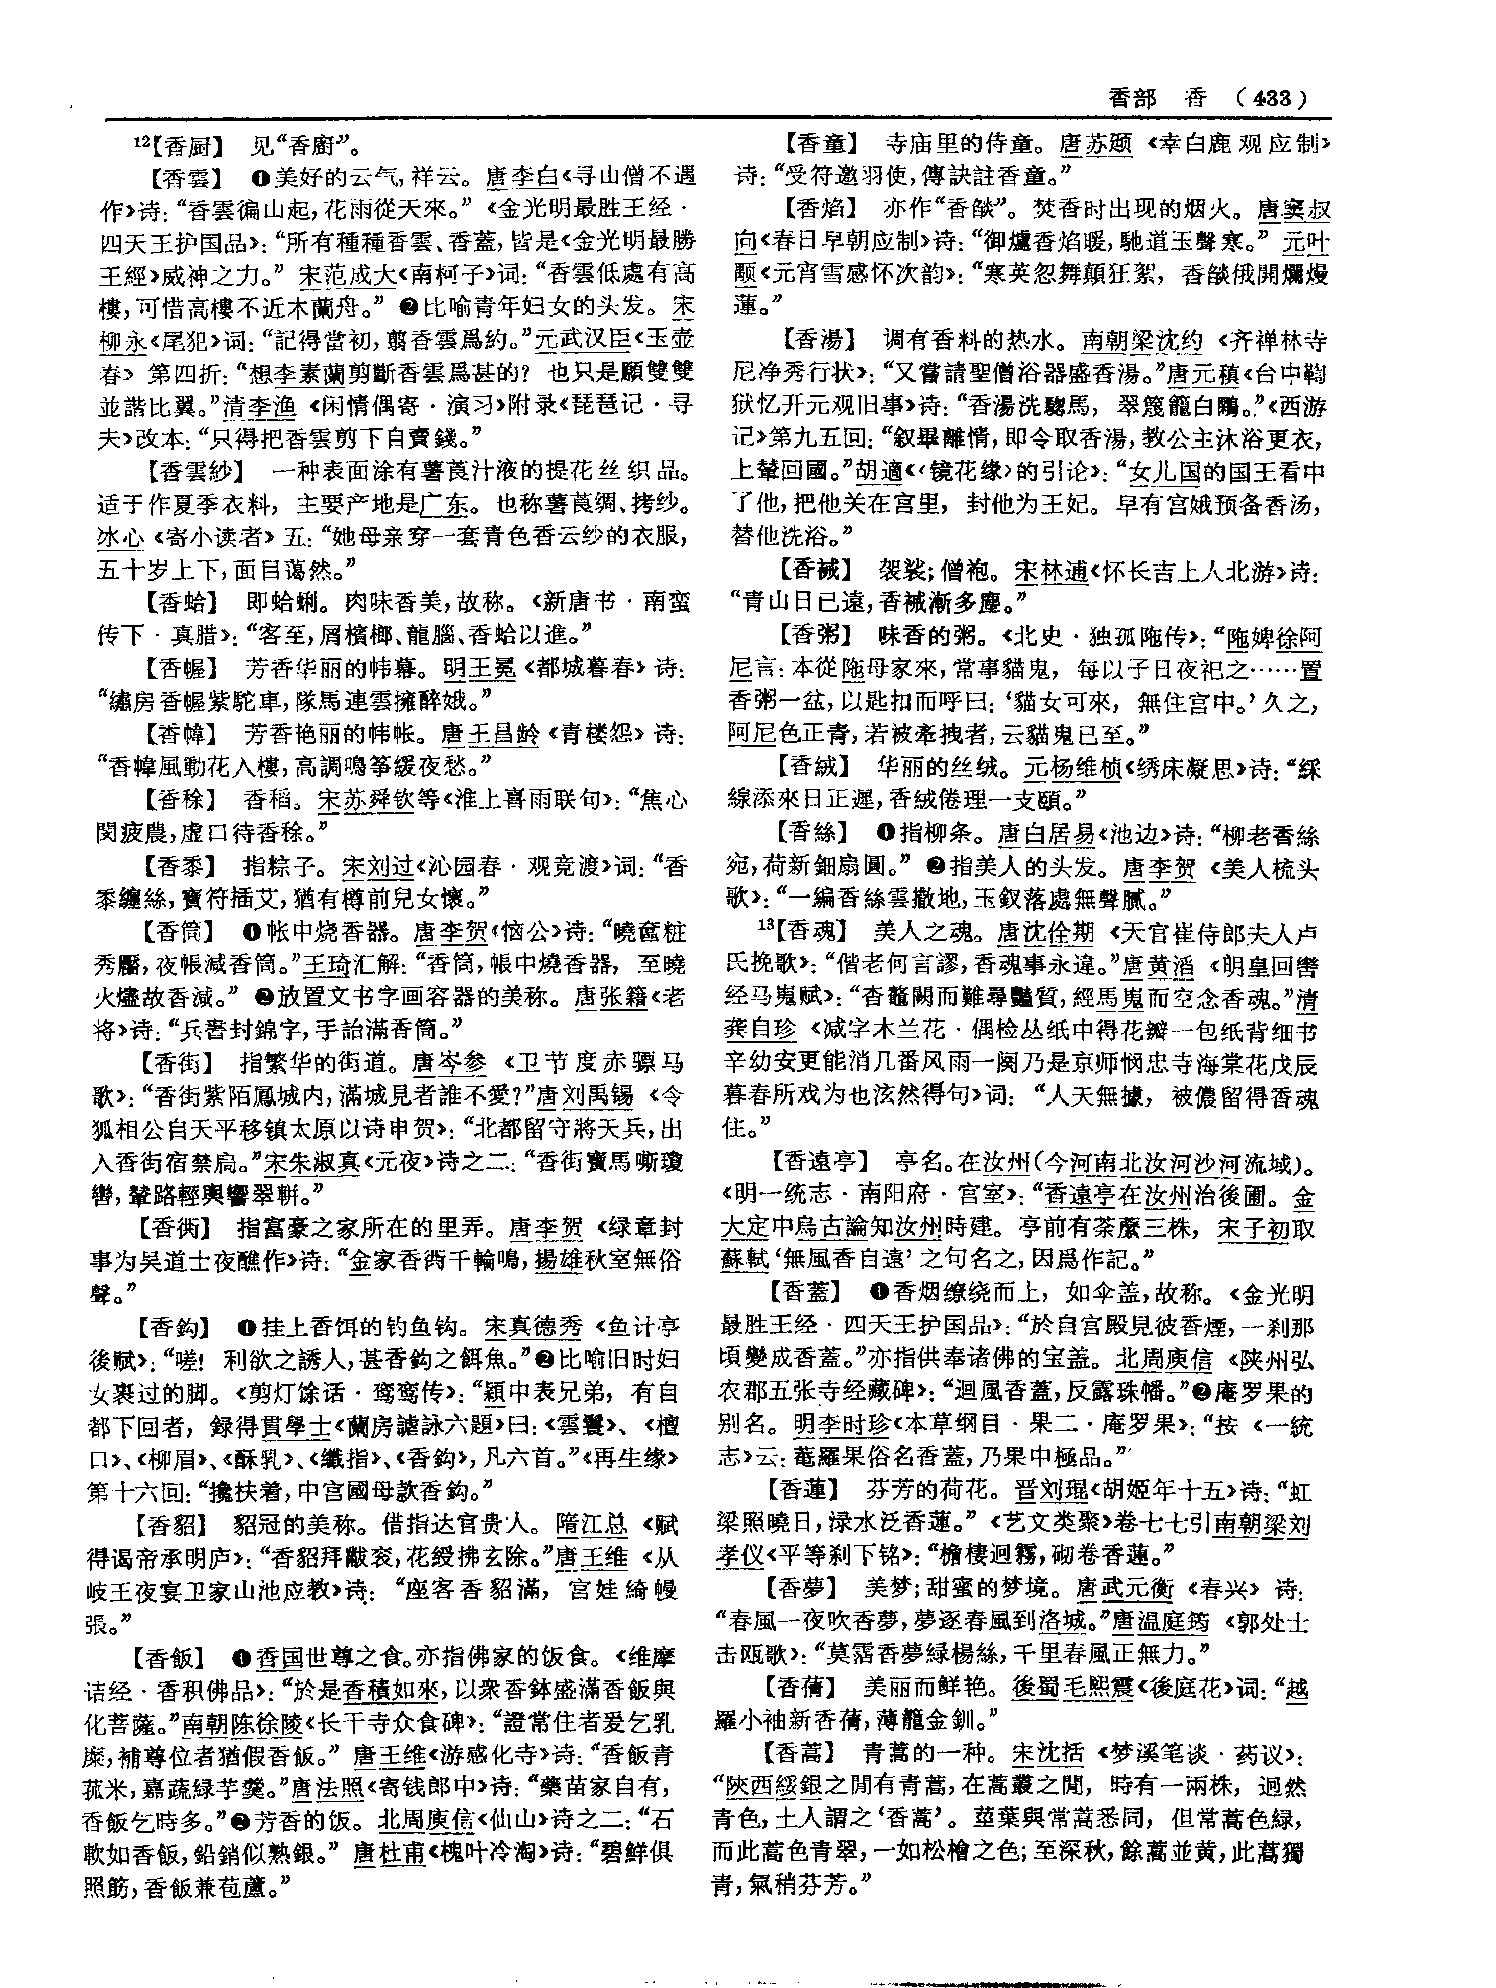 香部 香 (433)
12【香厨】 见“香廚”。
【香雲】 ❶美好的云气,祥云。唐李白《寻山僧不遇
作》诗:“香雲徧山起,花雨從天來。”《金光明最胜王经·
四天王护国品》:“所有種種香雲、香蓋,皆是《金光明最勝
王經》威神之力。”宋范成大《南柯子》词:“香雲低處有高
樓,可惜高樓不近木蘭舟。”❷比喻青年妇女的头发。宋
柳永《尾犯》词:“記得當初,翦香雲爲約。”元武汉臣《玉壶
春》第四折:“想李素蘭剪斷香雲爲甚的?也只是願雙雙
並諧比翼。”清李渔《闲情偶寄·演习》附录《琵琶记·寻
夫》改本:“只得把香雲剪下自賣錢。”
【香雲紗】 一种表面涂有薯莨汁液的提花丝织品。
适于作夏季衣料,主要产地是广东。也称薯莨绸、拷纱。
冰心《寄小读者》五:“她母亲穿一套青色香云纱的衣服,
五十岁上下,面目蔼然。”
【香蛤】 即蛤蜊。肉味香美,故称。《新唐书·南蛮
传下·真腊》:“客至,屑檳榔、龍腦、香蛤以進。”
【香幄】 芳香华丽的帏幕。明王冕《都城暮春》诗:
“繡房香幄紫駝車,隊馬連雲擁醉娥。”
【香幃】 芳香艳丽的帏帐。唐王昌龄《青楼怨》诗:
“香幃風動花入樓,高調鳴筝緩夜愁。”
【香稌】 香稻。宋苏舜钦等《淮上喜雨联句》:“焦心
閔疲農,虚口待香稌。”
【香黍】 指粽子。宋刘过《沁园春·观竞渡》词:“香
黍纏絲,寶符插艾,猶有樽前兒女懷。”
【香筒】 ❶帐中烧香器。唐李贺《恼公》诗:“曉奩粧
秀靨,夜帳減香筒。”王琦汇解:“香筒,帳中燒香器,至曉
火燼故香減。”❷放置文书字画容器的美称。唐张籍《老
将》诗:“兵書封錦字,手詔滿香筒。”
【香街】 指繁华的街道。唐岑参《卫节度赤骠马
歌》:“香街紫陌鳳城内,滿城見者誰不愛?”唐刘禹锡《令
狐相公自天平移镇太原以诗申贺》:“北都留守將天兵,出
入香街宿禁扃。”宋朱淑真《元夜》诗之二:“香街寶馬嘶瓊
轡,輦路輕輿響翠軿。”
【香衖】 指富豪之家所在的里弄。唐李贺《绿章封
事为吴道士夜醮作》诗:“金家香衖千輪鳴,揚雄秋室無俗
聲。”
【香鈎】 ❶挂上香饵的钓鱼钩。宋真德秀《鱼计亭
後赋》:“嗟!利欲之誘人,甚香鈎之餌魚。”❷比喻旧时妇
女裹过的脚。《剪灯馀话·鸾鸾传》:“穎中表兄弟,有自
都下回者,録得貫學士《蘭房謔詠六題》曰:《雲鬟》、《檀
口》、《柳眉》、《酥乳》、《纖指》、《香鈎》,凡六首。”《再生缘》
第十六回:“攙扶着,中宫國母款香鈎。”
【香貂】 貂冠的美称。借指达官贵人。隋江总《赋
得谒帝承明庐》:“香貂拜黻衮,花綬拂玄除。”唐王维《从
岐王夜宴卫家山池应教》诗:“座客香貂滿,宫娃綺幔
張。”
【香飯】 ❶香国世尊之食。亦指佛家的饭食。《维摩
诘经·香积佛品》:“於是香積如來,以衆香鉢盛滿香飯與
化菩薩。”南朝陈徐陵《长干寺众食碑》:“證常住者爰乞乳
糜,補尊位者猶假香飯。”唐王维《游感化寺》诗:“香飯青
菰米,嘉蔬緑芋羹。”唐法照《寄钱郎中》诗:“藥苗家自有,
香飯乞時多。”❷芳香的饭。北周庾信《仙山》诗之二:“石
軟如香飯,鉛銷似熟銀。”唐杜甫《槐叶冷淘》诗:“碧鮮俱
照筯,香飯兼苞蘆。”
【香童】 寺庙里的侍童。唐苏颋《幸白鹿观应制》
诗:“受符邀羽使,傳訣註香童。”
【香焰】 亦作“香燄”。焚香时出现的烟火。唐窦叔
向《春日早朝应制》诗:“御爐香焰暖,馳道玉聲寒。”元叶
颙《元宵雪感怀次韵》:“寒英忽舞顛狂絮,香燄俄開爛熳
蓮。”
【香湯】 调有香料的热水。南朝梁沈约《齐禅林寺
尼净秀行状》:“又嘗請聖僧浴器盛香湯。”唐元稹《台中鞫
狱忆开元观旧事》诗:“香湯洗驄馬,翠篾籠白鷴。”《西游
记》第九五回:“叙畢離情,即令取香湯,教公主沐浴更衣,
上輦回國。”胡適《〈镜花缘〉的引论》:“女儿国的国王看中
了他,把他关在宫里,封他为王妃。早有宫娥预备香汤,
替他洗浴。”
【香裓】 袈裟;僧袍。宋林逋《怀长吉上人北游》诗:
“青山日已遠,香裓漸多塵。”
【香粥】 味香的粥。《北史·独孤陁传》:“陁婢徐阿
尼言:本從陁母家來,常事貓鬼,每以子日夜祀之……置
香粥一盆,以匙扣而呼曰:‘貓女可來,無住宫中。’久之,
阿尼色正青,若被牽拽者,云貓鬼已至。”
【香絨】 华丽的丝绒。元杨维桢《绣床凝思》诗:“綵
綫添來日正遲,香絨倦理一支頤。”
【香絲】 ❶指柳条。唐白居易《池边》诗:“柳老香絲
宛,荷新鈿扇圓。”❷指美人的头发。唐李贺《美人梳头
歌》:“一編香絲雲撒地,玉釵落處無聲膩。”
13【香魂】 美人之魂。唐沈佺期《天官崔侍郎夫人卢
氏挽歌》:“偕老何言謬,香魂事永違。”唐黄滔《明皇回辔
经马嵬赋》:“杳鼇闕而難尋豔質,經馬嵬而空念香魂。”清
龚自珍《减字木兰花·偶检丛纸中得花瓣一包纸背细书
辛幼安更能消几番风雨一阕乃是京师悯忠寺海棠花戊辰
暮春所戏为也泫然得句》词:“人天無據,被儂留得香魂
住。”
【香遠亭】 亭名。在汝州(今河南北汝河沙河流域)。
《明一统志·南阳府·宫室》:“香遠亭在汝州治後圃。金
大定中烏古論知汝州時建。亭前有荼䕷三株,宋子初取
蘇軾‘無風香自遠’之句名之,因爲作記。”
【香蓋】 ❶香烟缭绕而上,如伞盖,故称。《金光明
最胜王经·四天王护国品》:“於自宫殿見彼香煙,一刹那
頃變成香蓋。”亦指供奉诸佛的宝盖。北周庾信《陕州弘
农郡五张寺经藏碑》:“迴風香蓋,反露珠幡。”❷庵罗果的
别名。明李时珍《本草纲目·果二·庵罗果》:“按《一统
志》云:菴羅果俗名香蓋,乃果中極品。”
【香蓮】 芬芳的荷花。晋刘琨《胡姬年十五》诗:“虹
梁照曉日,渌水泛香蓮。”《艺文类聚》卷七七引南朝梁刘
孝仪《平等刹下铭》:“檐棲迥霧,砌卷香蓮。”
【香夢】 美梦;甜蜜的梦境。唐武元衡《春兴》诗:
“春風一夜吹香夢,夢逐春風到洛城。”唐温庭筠《郭处士
击瓯歌》:“莫霑香夢緑楊絲,千里春風正無力。”
【香蒨】 美丽而鲜艳。後蜀毛熙震《後庭花》词:“越
羅小袖新香蒨,薄籠金釧。”
【香蒿】 青蒿的一种。宋沈括《梦溪笔谈·药议》:
“陝西綏銀之閒有青蒿,在蒿叢之閒,時有一兩株,迥然
青色,土人謂之‘香蒿’。莖葉與常蒿悉同,但常蒿色緑,
而此蒿色青翠,一如松檜之色;至深秋,餘蒿並黄,此蒿獨
青,氣稍芬芳。”